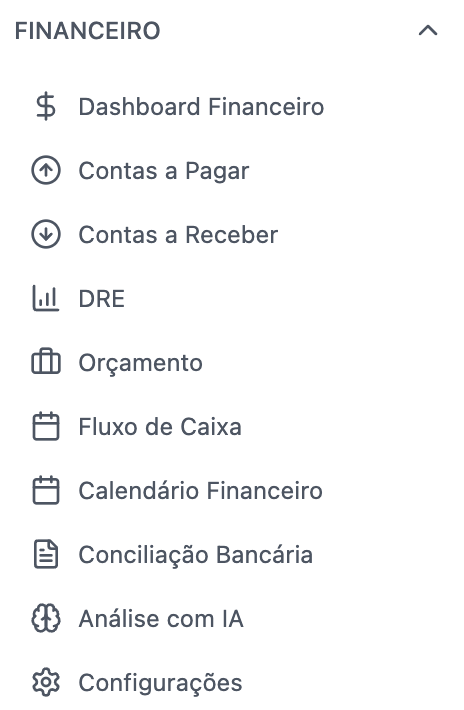 FINANCEIRO
Dashboard Financeiro
Contas a Pagar
Contas a Receber
DRE
Orçamento
Fluxo de Caixa
Calendário Financeiro
Conciliação Bancária
Análise com IA
Configurações